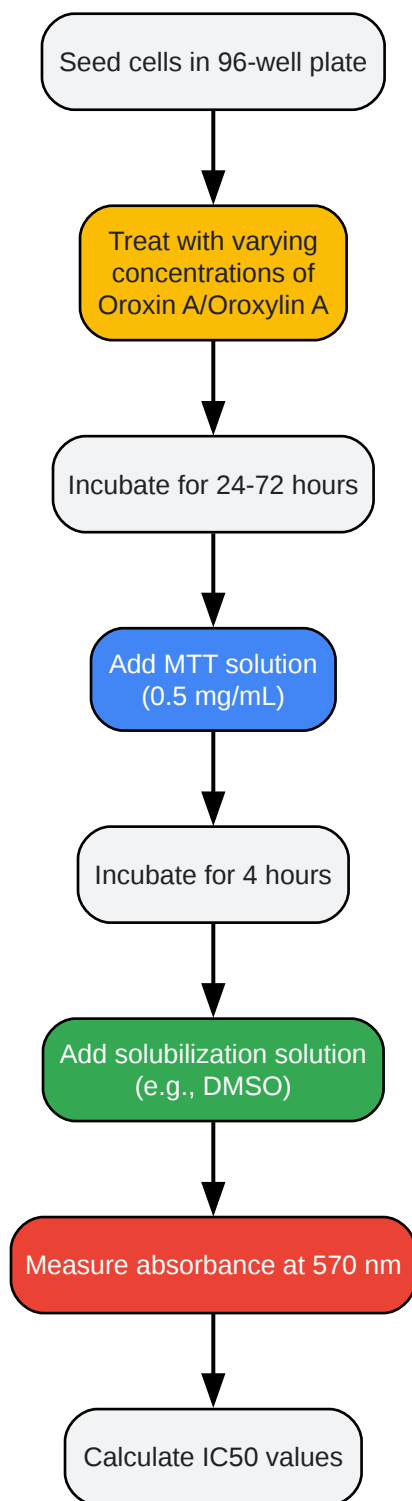 Seed cells in 96-well plate
Treat with varying
concentrations of
Oroxin A/Oroxylin A
Incubate for 24-72 hours
Add MTT solution
(0.5 mg/mL)
Incubate for 4 hours
Add solubilization solution
(e.g., DMSO)
Measure absorbance at 570 nm
Calculate IC50 values